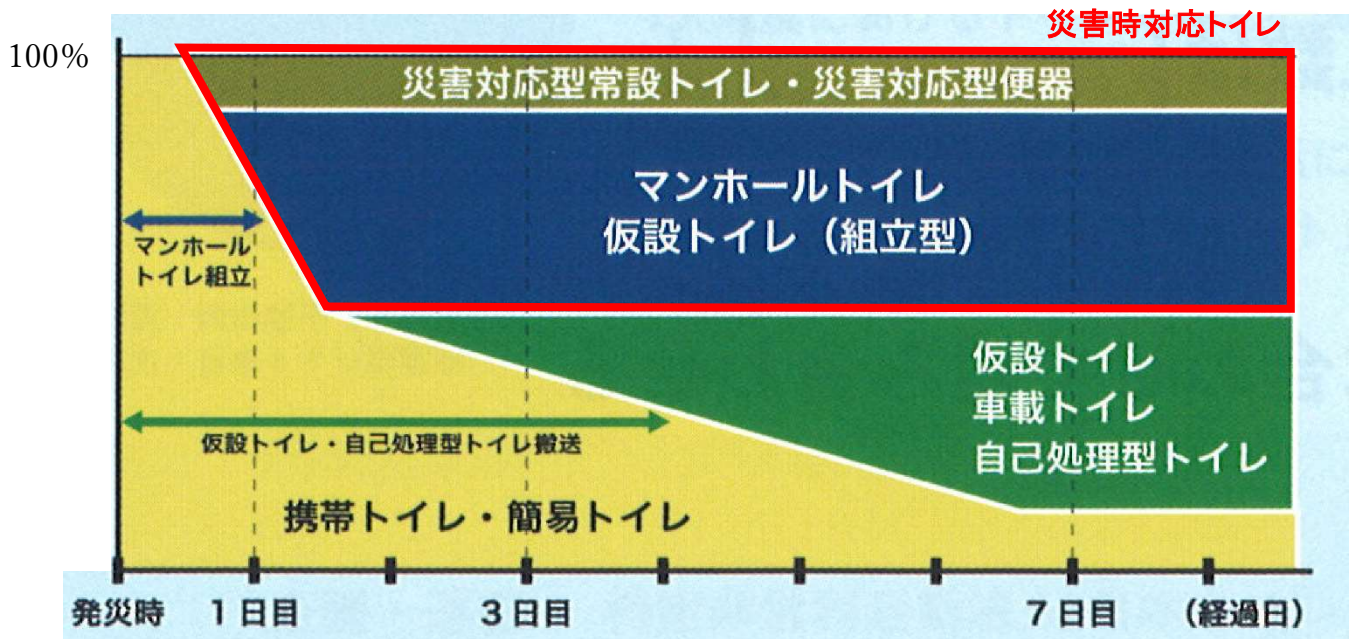 災害時対応トイレ
100%
災害対応型常設トイレ・災害対応型便器
マンホールトイレ
仮設トイレ（組立型）
マンホール
トイレ組立
仮設トイレ
車載トイレ
自己処理型トイレ
仮設トイレ・自己処理型トイレ搬送
携帯トイレ・簡易トイレ
発災時 1日目 3日目 7日目 （経過日）